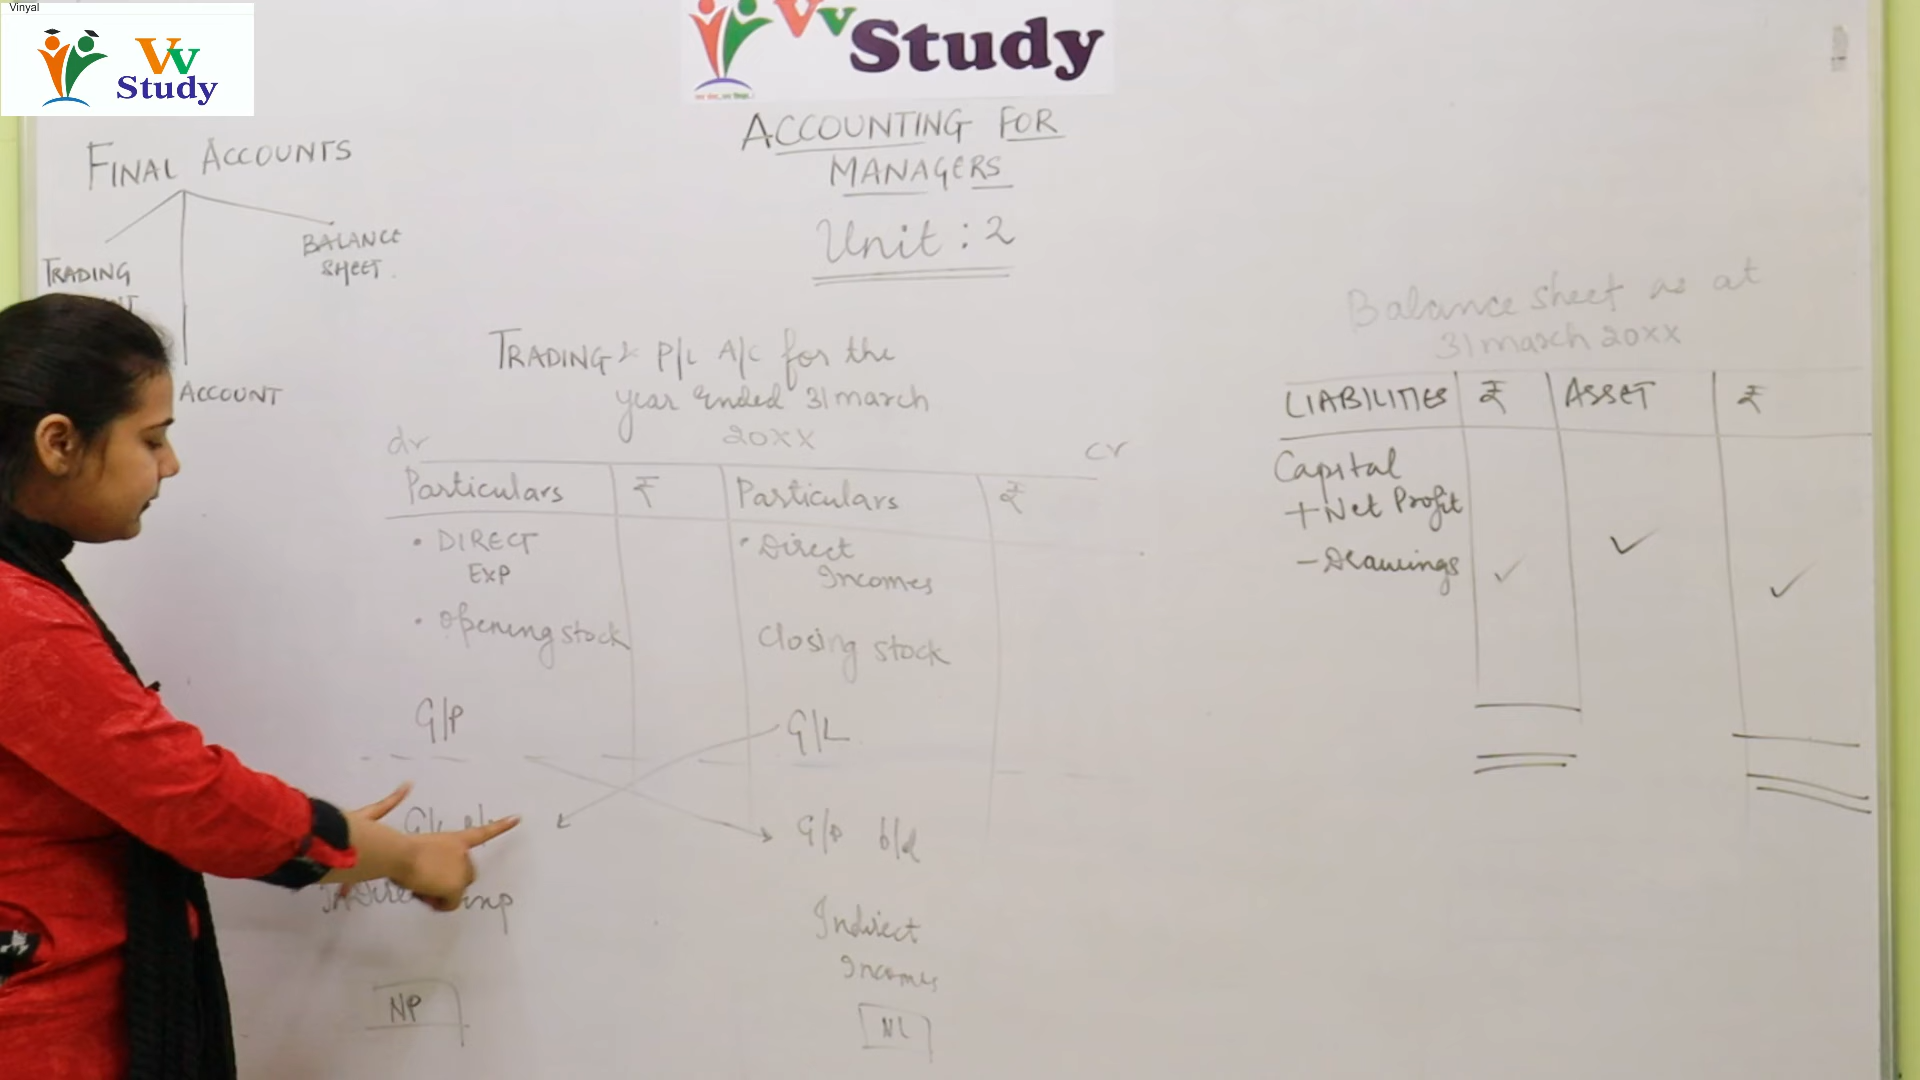 Vinyal
Vv
Study
Vv Study
ACCOUNTING FOR
MANAGERS
Unit : 2
FINAL ACCOUNTS
TRADING
BALANCE
SHEET
ACCOUNT
TRADING & P/L A/C for the
year ended 31 march
20XX
dr
cr
Particulars ₹ Particulars ₹
• DIRECT
EXP
• Opening stock
• Direct
Incomes
Closing stock
G/P
G/L
G/P b/d
Indirect
Incomes
NP
NL
Balance sheet as at
31 march 20XX
LIABILITIES ₹ ASSET ₹
Capital
+ Net Profit
- Drawings